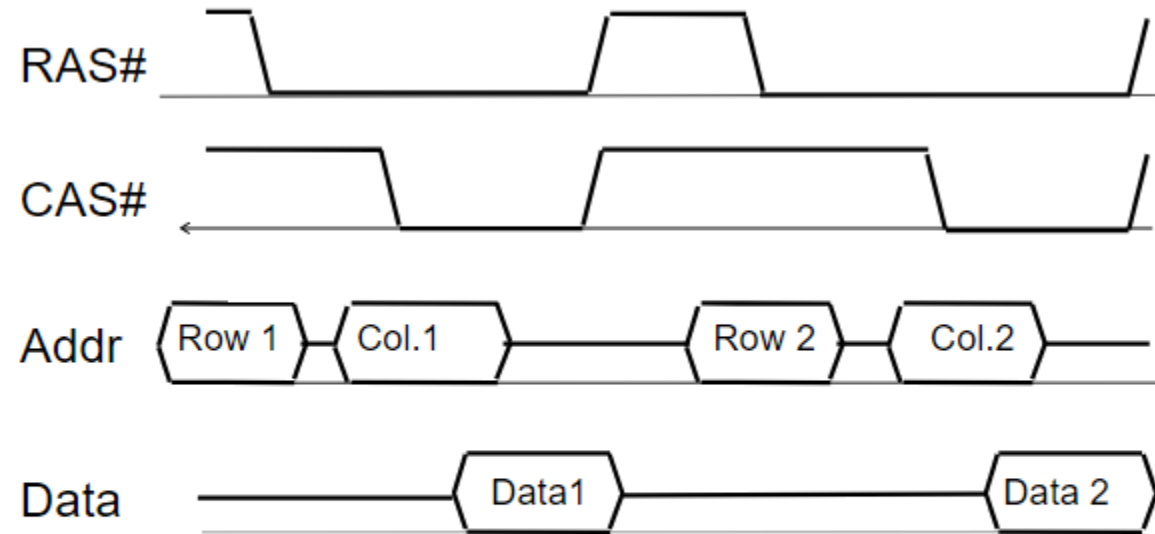 RAS#
CAS#
Addr Row 1 Col.1 Row 2 Col.2
Data Data1 Data 2